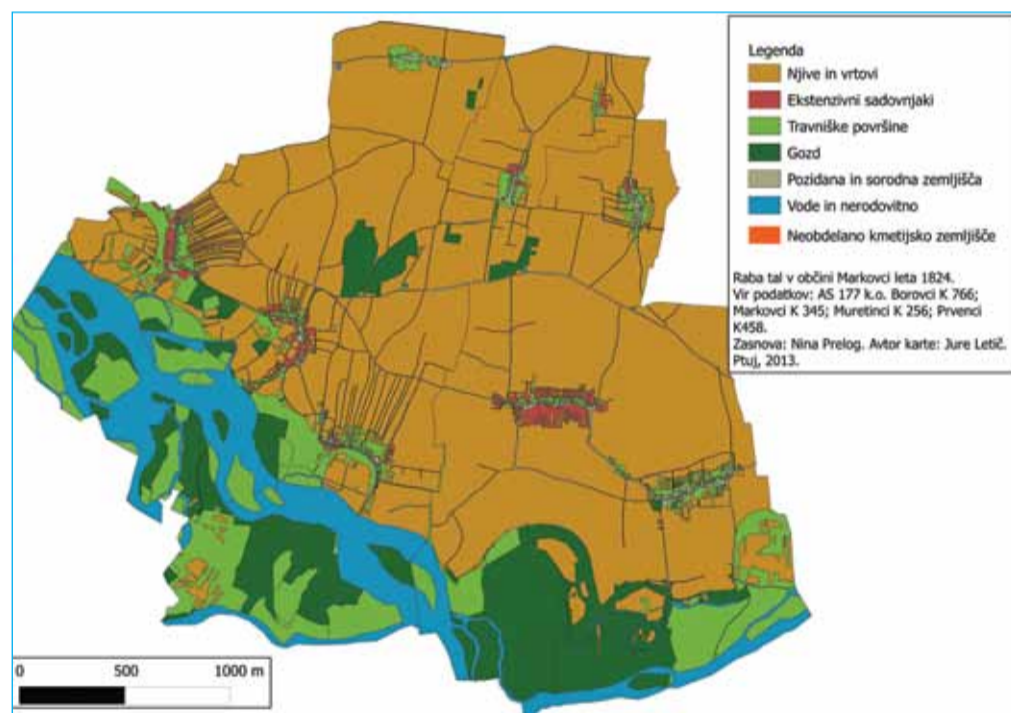 Legenda
Njive in vrtovi
Ekstenzivni sadovnjaki
Travniške površine
Gozd
Pozidana in sorodna zemljišča
Vode in nerodovitno
Neobdelano kmetijsko zemljišče
Raba tal v občini Markovci leta 1824.
Vir podatkov: AS 177 k.o. Borovci K 766;
Markovci K 345; Muretinci K 256; Prvenci
K458.
Zasnova: Nina Prelog. Avtor karte: Jure Letič.
Ptuj, 2013.
0 500 1000 m